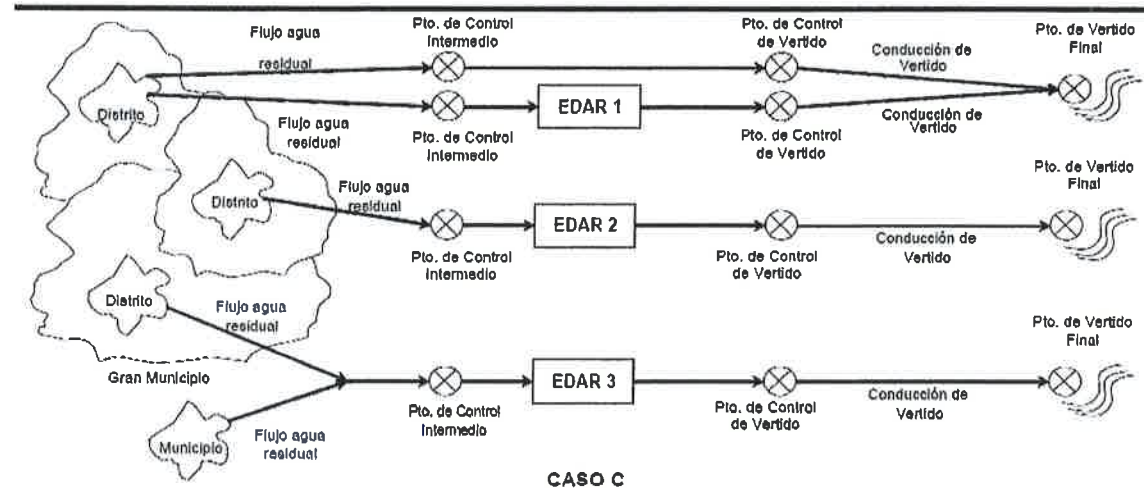 Flujo agua
residual
Pto. de Control
Intermedio
Pto. de Control
de Vertido
Conducción de
Vertido
Pto. de Vertido
Final
Distrito
Flujo agua
residual
Pto. de Control
Intermedio
EDAR 1
Pto. de Control
de Vertido
Conducción de
Vertido
Pto. de Vertido
Final
Distrito
Flujo agua
residual
Pto. de Control
Intermedio
EDAR 2
Pto. de Control
de Vertido
Conducción de
Vertido
Distrito
Flujo agua
residual
Pto. de Vertido
Final
Gran Municipio
EDAR 3
Pto. de Control
Intermedio
Pto. de Control
de Vertido
Conducción de
Vertido
Municipio
Flujo agua
residual
CASO C